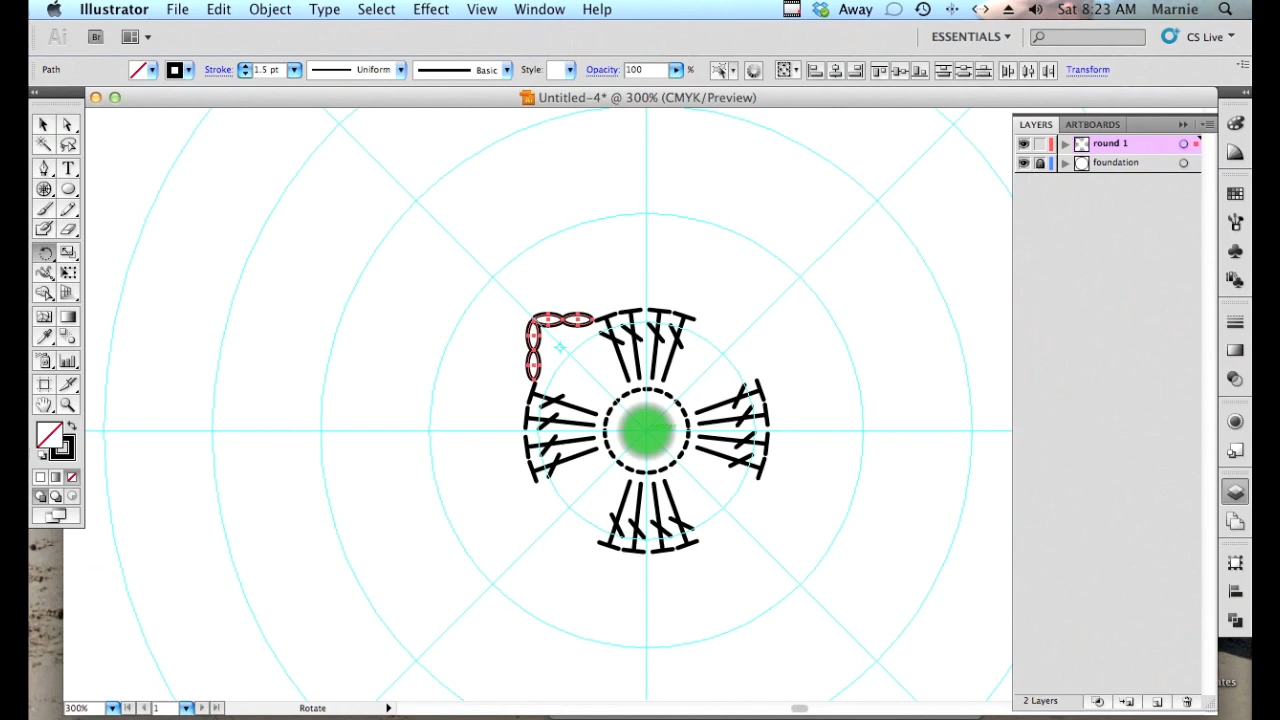 Illustrator File Edit Object Type Select Effect View Window Help Away Sat 8:23 AM Marnie
Ai Br ESSENTIALS CS Live
Path Stroke: 1.5 pt Uniform Basic Style: Opacity: 100 Transform
Untitled-4* @ 300% (CMYK/Preview)
LAYERS ARTBOARDS
round 1
foundation
T
2 Layers
300% 1 Rotate